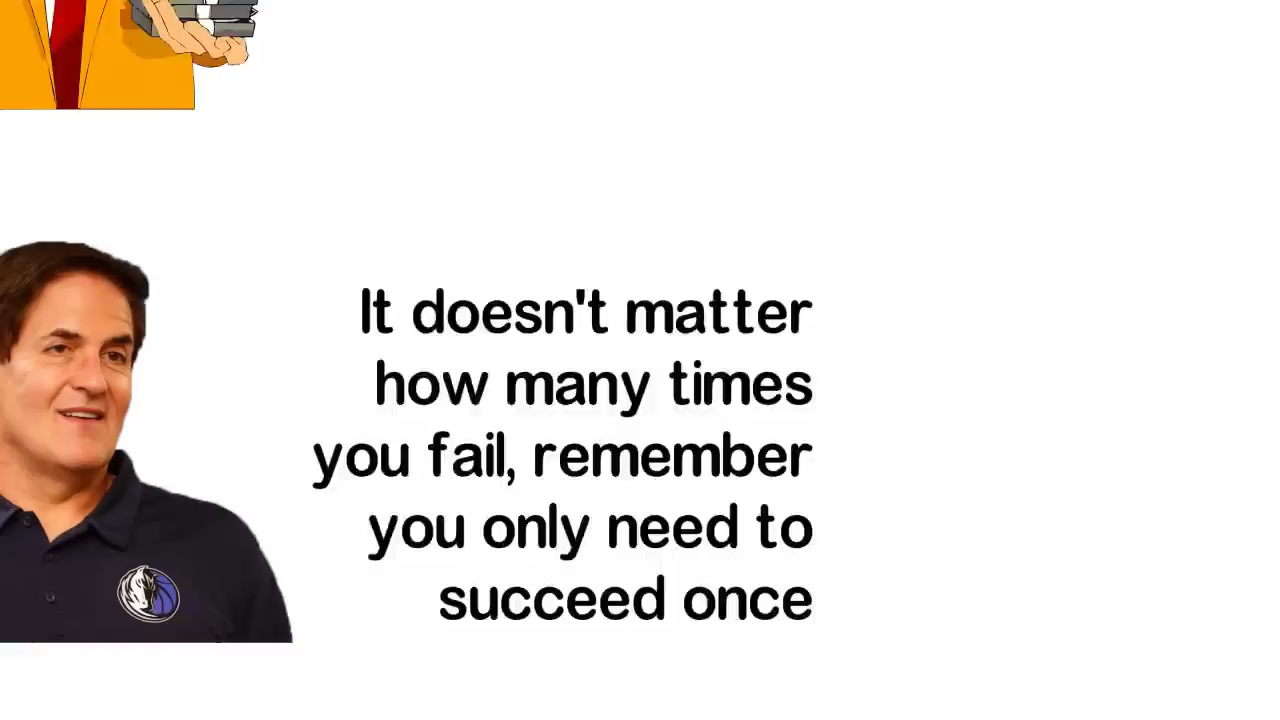 It doesn't matter
how many times
you fail, remember
you only need to
succeed once